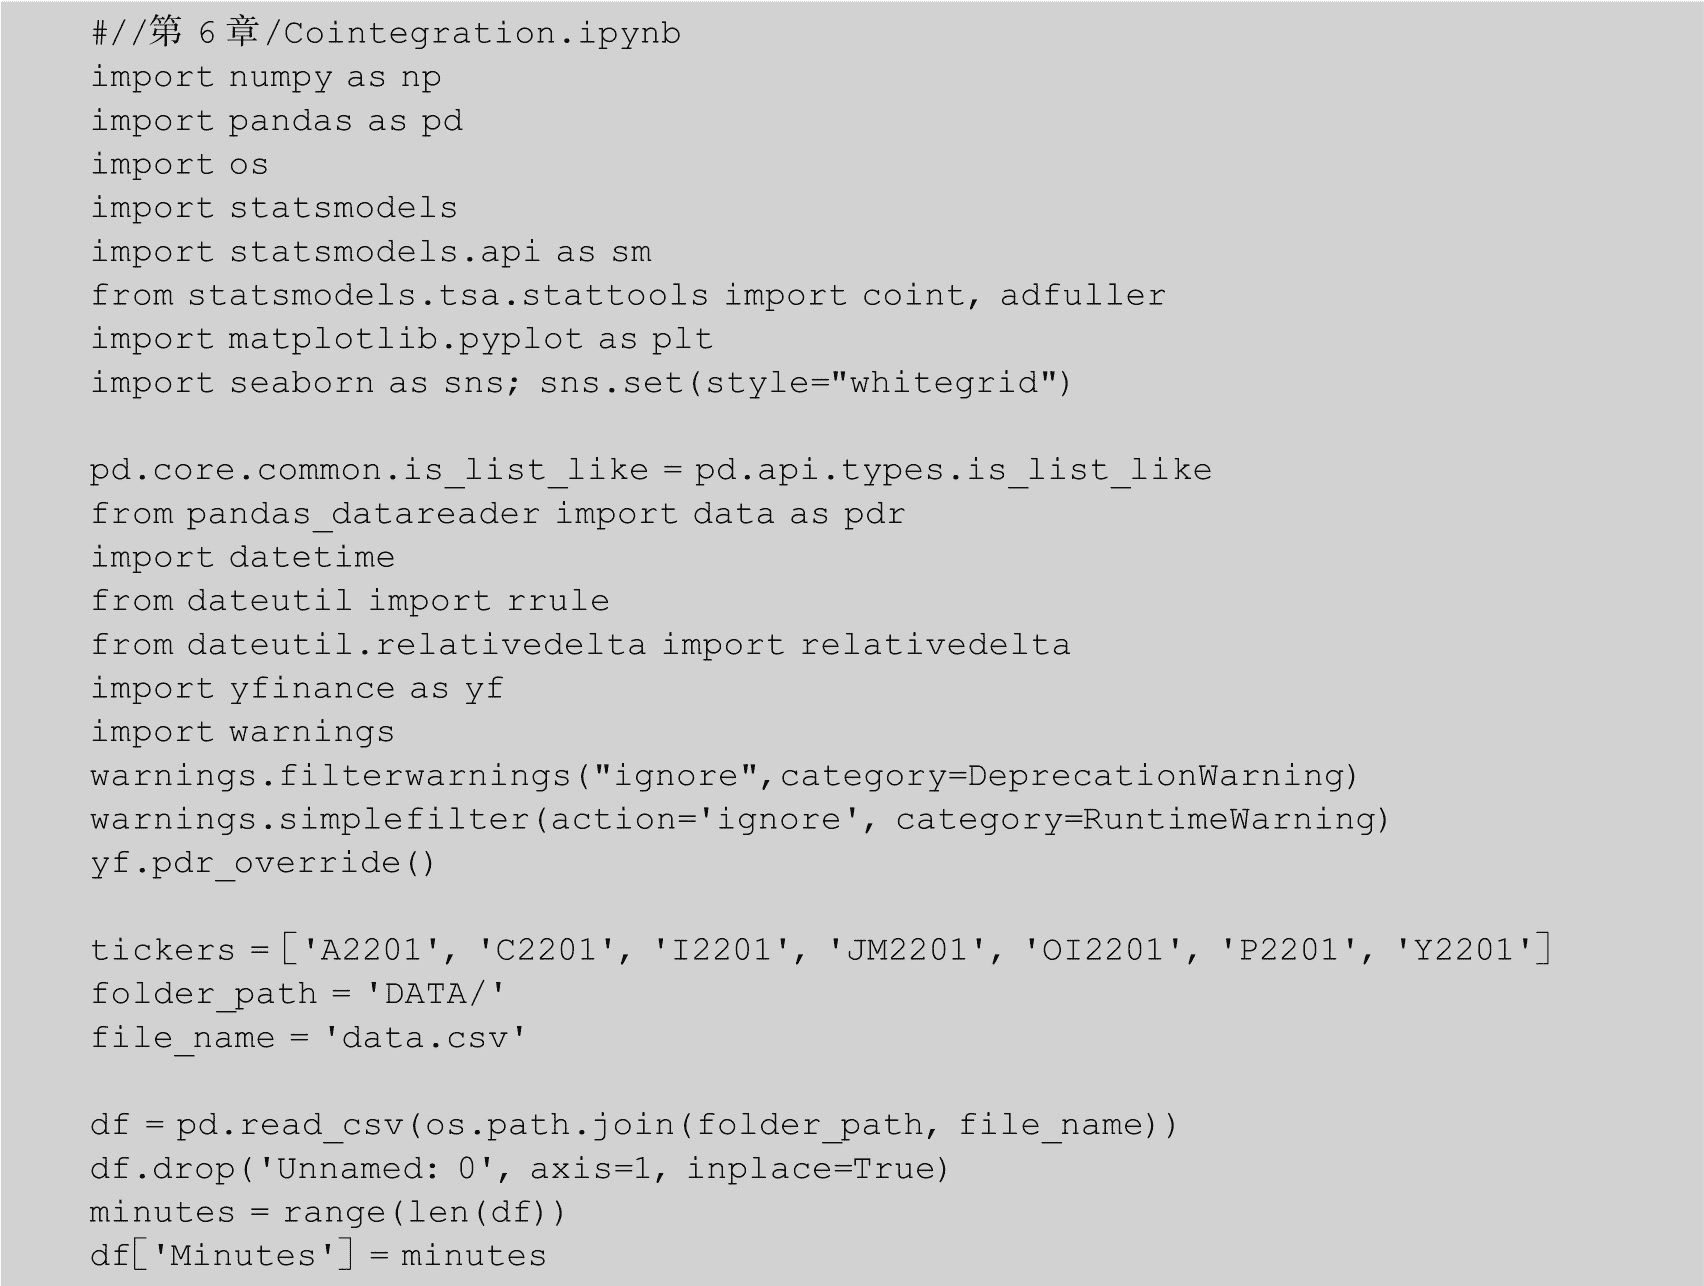 #//第 6 章/Cointegration.ipynb
import numpy as np
import pandas as pd
import os
import statsmodels
import statsmodels.api as sm
from statsmodels.tsa.stattools import coint, adfuller
import matplotlib.pyplot as plt
import seaborn as sns; sns.set(style="whitegrid")

pd.core.common.is_list_like = pd.api.types.is_list_like
from pandas_datareader import data as pdr
import datetime
from dateutil import rrule
from dateutil.relativedelta import relativedelta
import yfinance as yf
import warnings
warnings.filterwarnings("ignore",category=DeprecationWarning)
warnings.simplefilter(action='ignore', category=RuntimeWarning)
yf.pdr_override()

tickers = ['A2201', 'C2201', 'I2201', 'JM2201', 'OI2201', 'P2201', 'Y2201']
folder_path = 'DATA/'
file_name = 'data.csv'

df = pd.read_csv(os.path.join(folder_path, file_name))
df.drop('Unnamed: 0', axis=1, inplace=True)
minutes = range(len(df))
df['Minutes'] = minutes